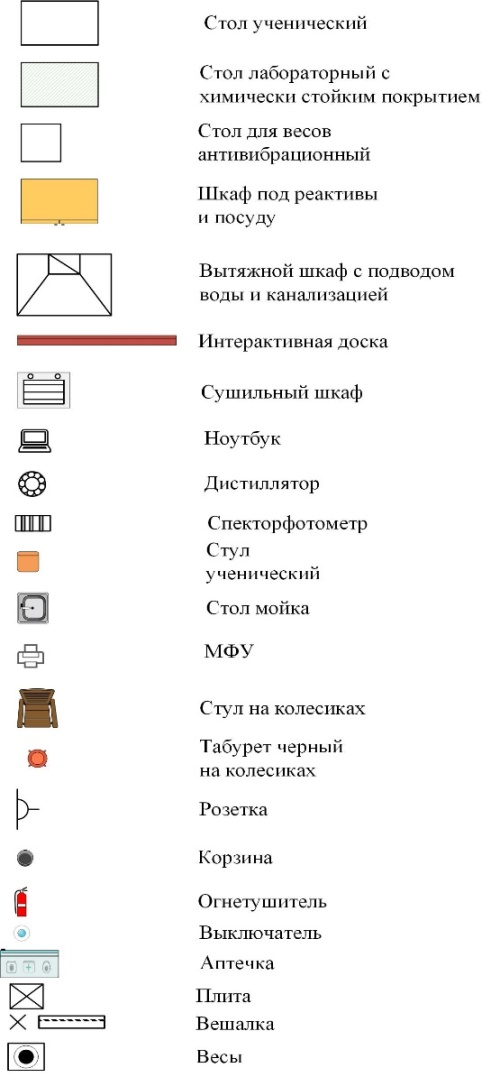 Стол ученический
Стол лабораторный с
химически стойким покрытием
Стол для весов
антивибрационный
Шкаф под реактивы
и посуду
Вытяжной шкаф с подводом
воды и канализацией
Интерактивная доска
Сушильный шкаф
Ноутбук
Дистиллятор
Спекторфотометр
Стул
ученический
Стол мойка
МФУ
Стул на колесиках
Табурет черный
на колесиках
Розетка
Корзина
Огнетушитель
Выключатель
Аптечка
Плита
Вешалка
Весы